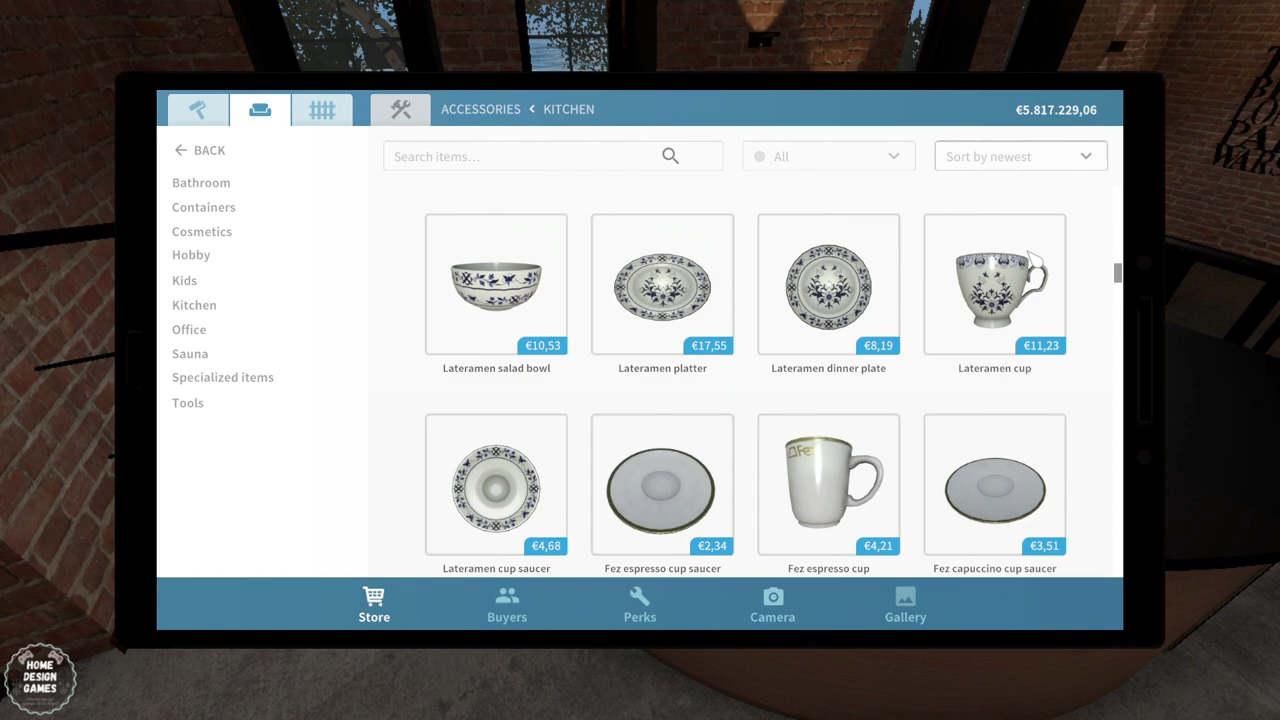 ACCESSORIES < KITCHEN
€5.817.229,06
BACK
Search items...
All
Sort by newest
Bathroom
Containers
Cosmetics
Hobby
Kids
Kitchen
Office
Sauna
Specialized items
Tools
€10,53
€17,55
€8,19
€11,23
Lateramen salad bowl
Lateramen platter
Lateramen dinner plate
Lateramen cup
Fez
€4,68
€2,34
€4,21
€3,51
Lateramen cup saucer
Fez espresso cup saucer
Fez espresso cup
Fez capuccino cup saucer
Store
Buyers
Perks
Camera
Gallery
HOME
DESIGN
GAMES